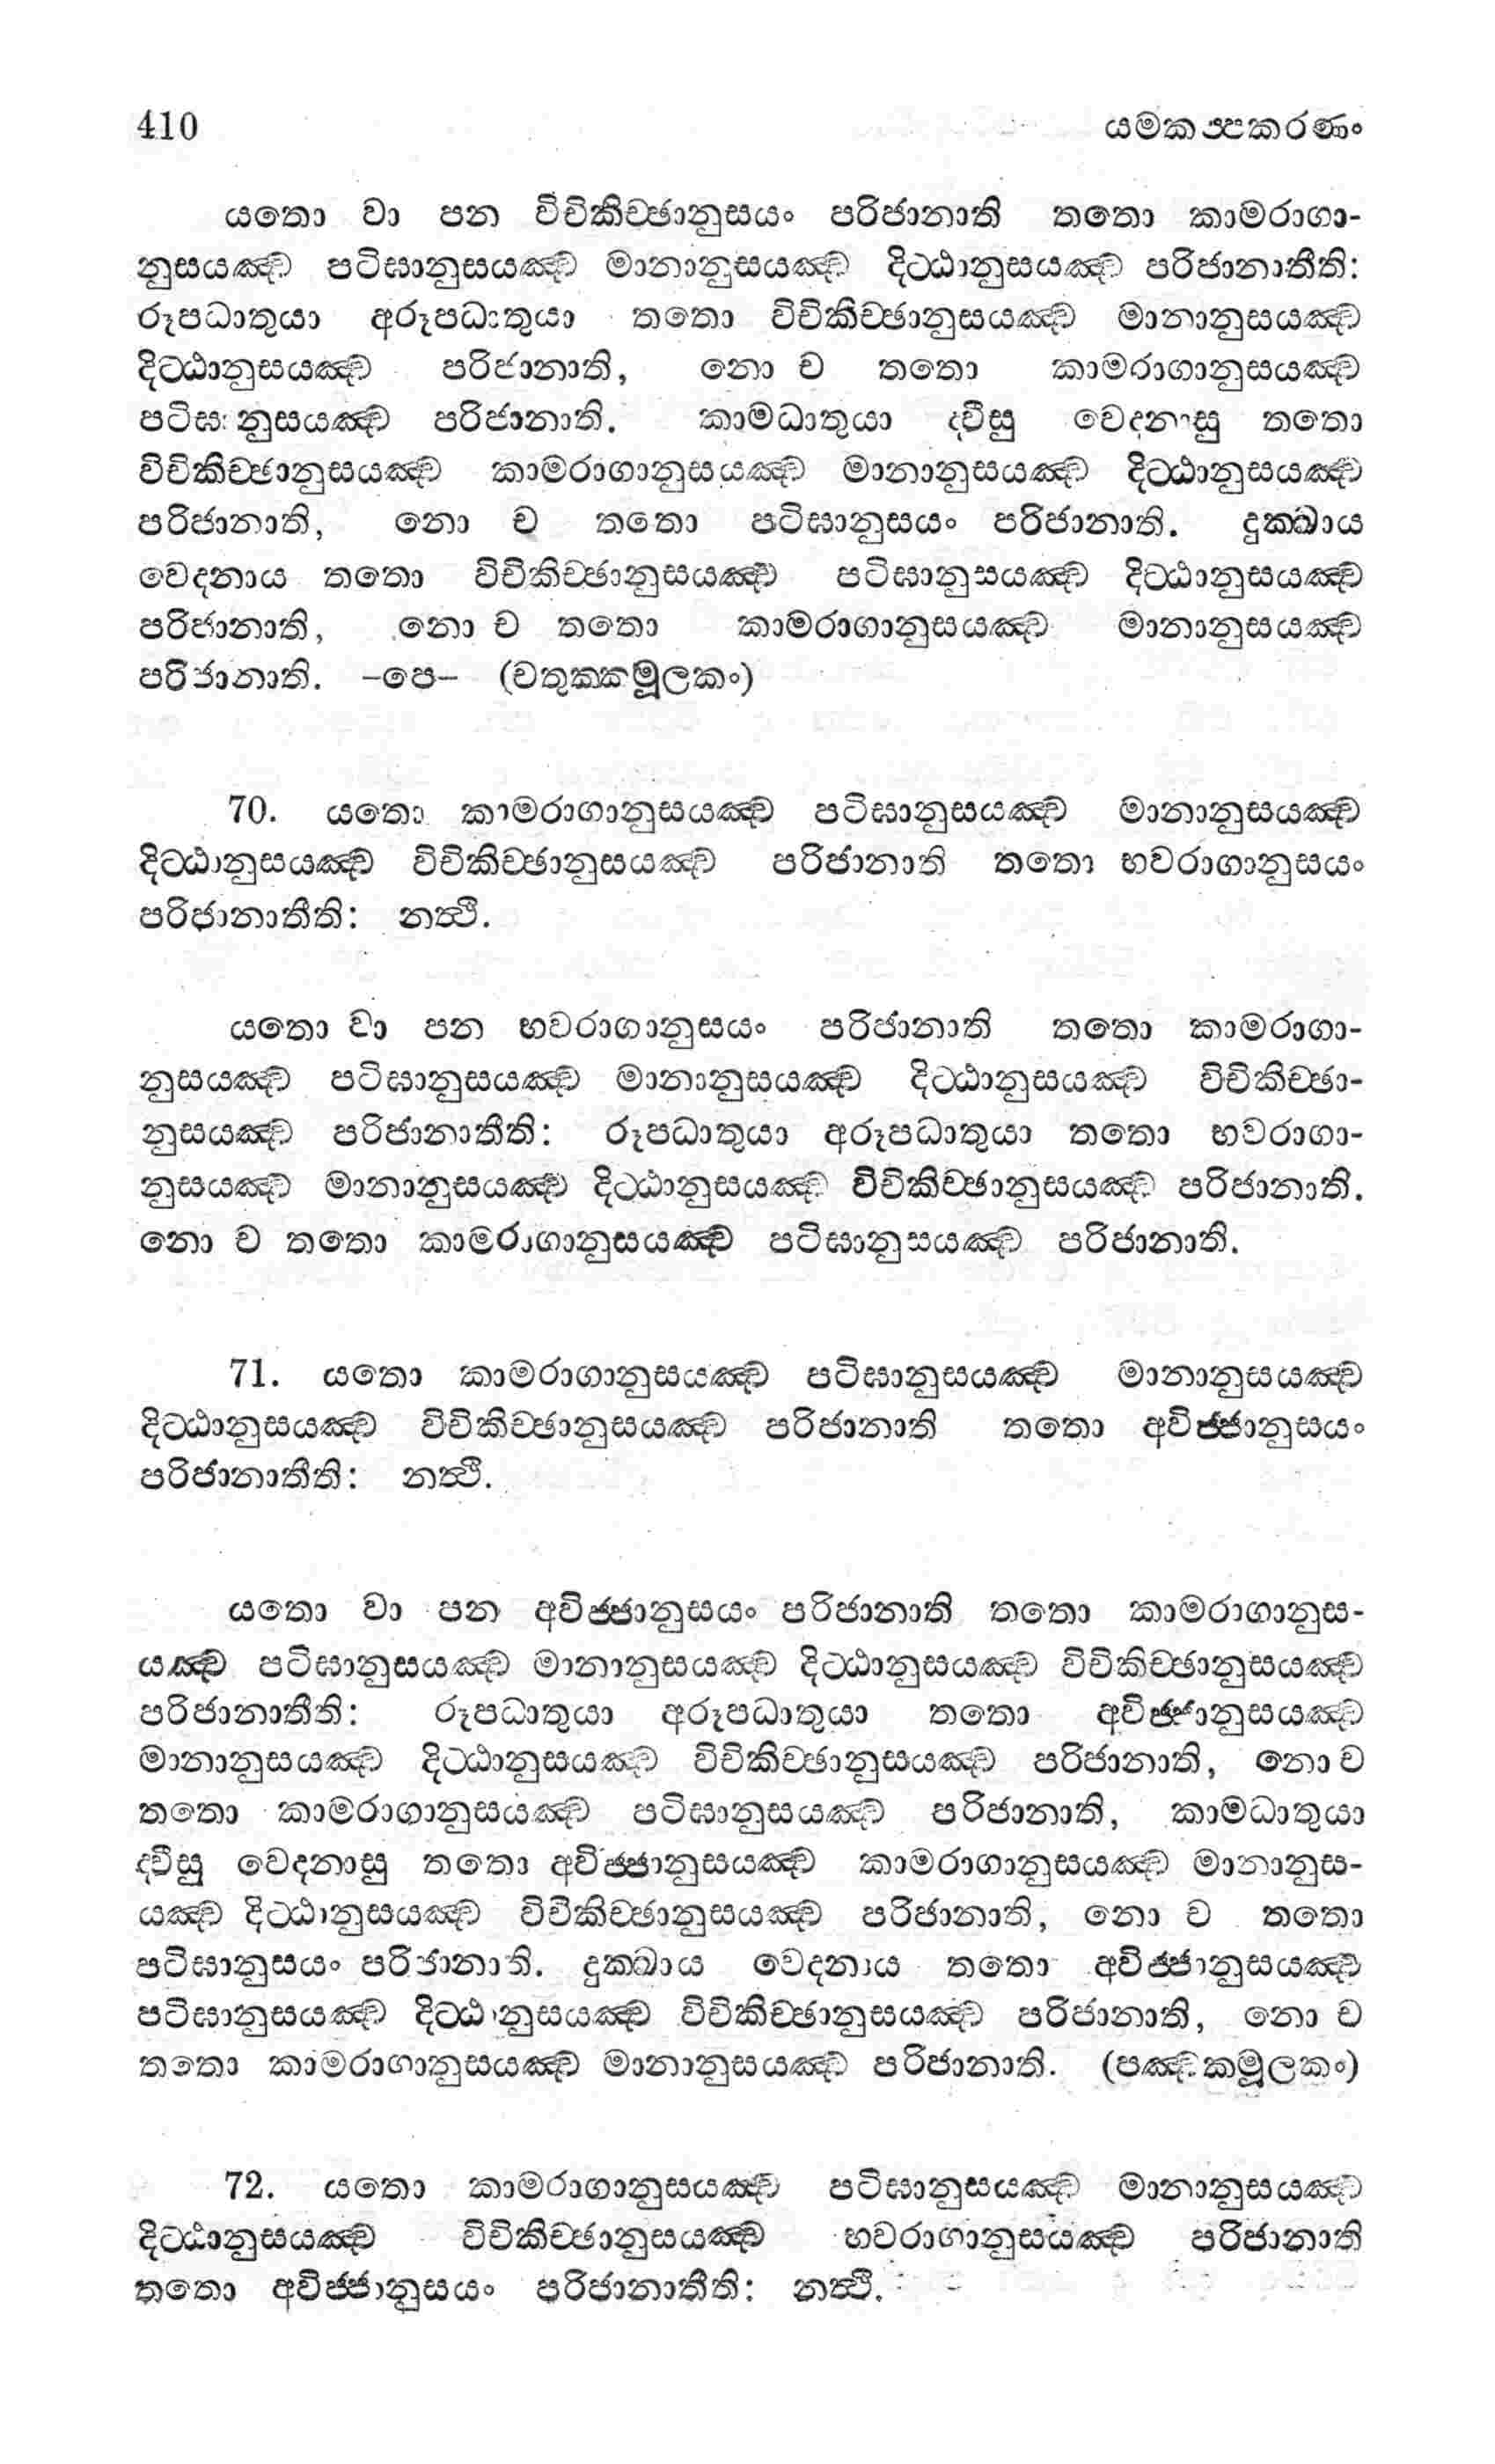 410 යමකප්පකරණං
යතො වා පන විචිකිච්ඡානුසයං පරිජානාති තතො කාමරාගා-
නුසයඤ්ච පටිඝානුසයඤ්ච මානානුසයඤ්ච දිට්ඨානුසයඤ්ච පරිජානාතීති:
රූපධාතුයා අරූපධාතුයා තතො විචිකිච්ඡානුසයඤ්ච මානානුසයඤ්ච
දිට්ඨානුසයඤ්ච පරිජානාති, නො ච තතො කාමරාගානුසයඤ්ච
පටිඝානුසයඤ්ච පරිජානාති. කාමධාතුයා ද්වීසු වෙදනාසු තතො
විචිකිච්ඡානුසයඤ්ච කාමරාගානුසයඤ්ච මානානුසයඤ්ච දිට්ඨානුසයඤ්ච
පරිජානාති, නො ච තතො පටිඝානුසයං පරිජානාති. දුක්ඛාය
වෙදනාය තතො විචිකිච්ඡානුසයඤ්ච පටිඝානුසයඤ්ච දිට්ඨානුසයඤ්ච
පරිජානාති, නො ච තතො කාමරාගානුසයඤ්ච මානානුසයඤ්ච
පරිජානාති. –පෙ– (චතුක්කමූලකං)
70. යතො කාමරාගානුසයඤ්ච පටිඝානුසයඤ්ච මානානුසයඤ්ච
දිට්ඨානුසයඤ්ච විචිකිච්ඡානුසයඤ්ච පරිජානාති තතො භවරාගානුසයං
පරිජානාතීති: නත්ථි.
යතො වා පන භවරාගානුසයං පරිජානාති තතො කාමරාගා-
නුසයඤ්ච පටිඝානුසයඤ්ච මානානුසයඤ්ච දිට්ඨානුසයඤ්ච විචිකිච්ඡා-
නුසයඤ්ච පරිජානාතීති: රූපධාතුයා අරූපධාතුයා තතො භවරාගා-
නුසයඤ්ච මානානුසයඤ්ච දිට්ඨානුසයඤ්ච විචිකිච්ඡානුසයඤ්ච පරිජානාති.
නො ච තතො කාමරාගානුසයඤ්ච පටිඝානුසයඤ්ච පරිජානාති.
71. යතො කාමරාගානුසයඤ්ච පටිඝානුසයඤ්ච මානානුසයඤ්ච
දිට්ඨානුසයඤ්ච විචිකිච්ඡානුසයඤ්ච පරිජානාති තතො අවිජ්ජානුසයං
පරිජානාතීති: නත්ථි.
යතො වා පන අවිජ්ජානුසයං පරිජානාති තතො කාමරාගානුස-
යඤ්ච පටිඝානුසයඤ්ච මානානුසයඤ්ච දිට්ඨානුසයඤ්ච විචිකිච්ඡානුසයඤ්ච
පරිජානාතීති: රූපධාතුයා අරූපධාතුයා තතො අවිජ්ජානුසයඤ්ච
මානානුසයඤ්ච දිට්ඨානුසයඤ්ච විචිකිච්ඡානුසයඤ්ච පරිජානාති, නො ච
තතො කාමරාගානුසයඤ්ච පටිඝානුසයඤ්ච පරිජානාති, කාමධාතුයා
ද්වීසු වෙදනාසු තතො අවිජ්ජානුසයඤ්ච කාමරාගානුසයඤ්ච මානානුස-
යඤ්ච දිට්ඨානුසයඤ්ච විචිකිච්ඡානුසයඤ්ච පරිජානාති, නො ච තතො
පටිඝානුසයං පරිජානාති. දුක්ඛාය වෙදනාය තතො අවිජ්ජානුසයඤ්ච
පටිඝානුසයඤ්ච දිට්ඨානුසයඤ්ච විචිකිච්ඡානුසයඤ්ච පරිජානාති, නො ච
තතො කාමරාගානුසයඤ්ච මානානුසයඤ්ච පරිජානාති. (පඤ්චකමූලකං)
72. යතො කාමරාගානුසයඤ්ච පටිඝානුසයඤ්ච මානානුසයඤ්ච
දිට්ඨානුසයඤ්ච විචිකිච්ඡානුසයඤ්ච භවරාගානුසයඤ්ච පරිජානාති
තතො අවිජ්ජානුසයං පරිජානාතීති: නත්ථි.